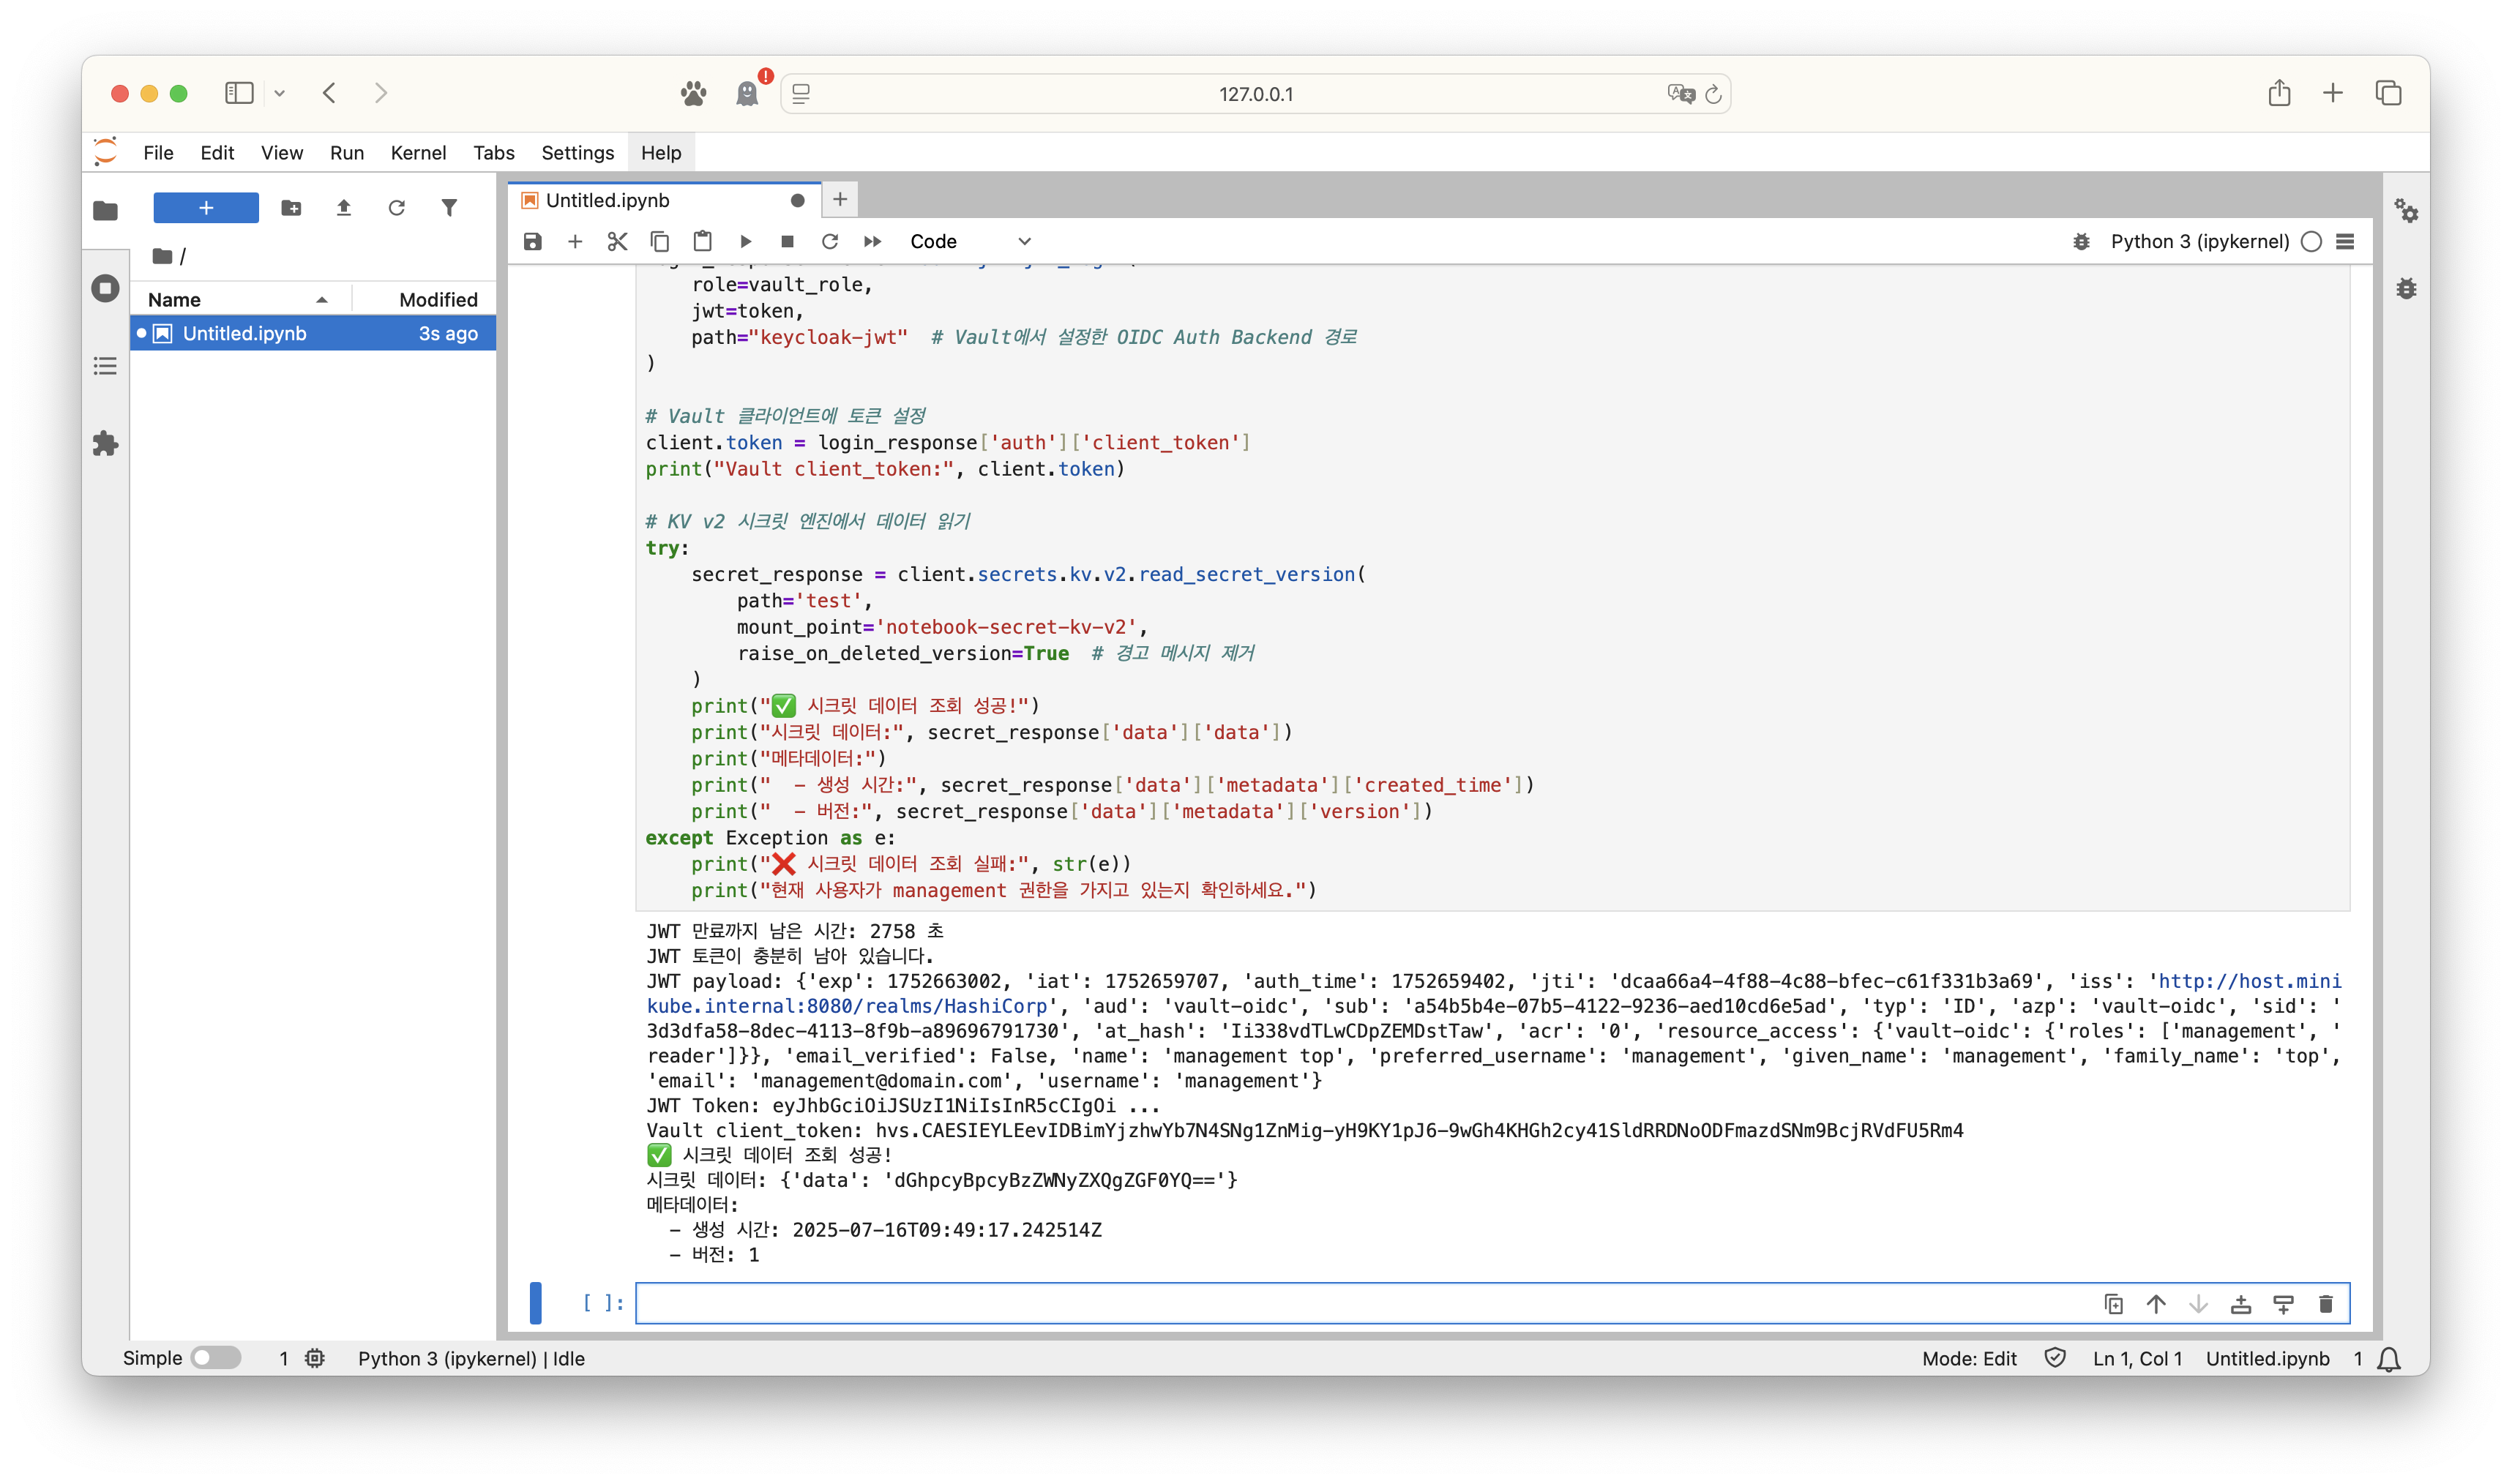 127.0.0.1
File Edit View Run Kernel Tabs Settings Help
Untitled.ipynb
Code
Python 3 (ipykernel)
/
Name Modified
Untitled.ipynb 3s ago
    role=vault_role,
    jwt=token,
    path="keycloak-jwt"  # Vault에서 설정한 OIDC Auth Backend 경로
)
# Vault 클라이언트에 토큰 설정
client.token = login_response['auth']['client_token']
print("Vault client_token:", client.token)
# KV v2 시크릿 엔진에서 데이터 읽기
try:
    secret_response = client.secrets.kv.v2.read_secret_version(
        path='test',
        mount_point='notebook-secret-kv-v2',
        raise_on_deleted_version=True  # 경고 메시지 제거
    )
    print("✅ 시크릿 데이터 조회 성공!")
    print("시크릿 데이터:", secret_response['data']['data'])
    print("메타데이터:")
    print("  - 생성 시간:", secret_response['data']['metadata']['created_time'])
    print("  - 버전:", secret_response['data']['metadata']['version'])
except Exception as e:
    print("❌ 시크릿 데이터 조회 실패:", str(e))
    print("현재 사용자가 management 권한을 가지고 있는지 확인하세요.")
JWT 만료까지 남은 시간: 2758 초
JWT 토큰이 충분히 남아 있습니다.
JWT payload: {'exp': 1752663002, 'iat': 1752659707, 'auth_time': 1752659402, 'jti': 'dcaa66a4-4f88-4c88-bfec-c61f331b3a69', 'iss': 'http://host.mini
kube.internal:8080/realms/HashiCorp', 'aud': 'vault-oidc', 'sub': 'a54b5b4e-07b5-4122-9236-aed10cd6e5ad', 'typ': 'ID', 'azp': 'vault-oidc', 'sid': '
3d3dfa58-8dec-4113-8f9b-a89696791730', 'at_hash': 'Ii338vdTLwCDpZEMDstTaw', 'acr': '0', 'resource_access': {'vault-oidc': {'roles': ['management', '
reader']}}, 'email_verified': False, 'name': 'management top', 'preferred_username': 'management', 'given_name': 'management', 'family_name': 'top',
'email': 'management@domain.com', 'username': 'management'}
JWT Token: eyJhbGciOiJSUzI1NiIsInR5cCIgOi ...
Vault client_token: hvs.CAESIEYLEevIDBimYjzhwYb7N4SNg1ZnMig-yH9KY1pJ6-9wGh4KHGh2cy41SldRRDNoODFmazdSNm9BcjRVdFU5Rm4
✅ 시크릿 데이터 조회 성공!
시크릿 데이터: {'data': 'dGhpcyBpcyBzZWNyZXQgZGF0YQ=='}
메타데이터:
  - 생성 시간: 2025-07-16T09:49:17.242514Z
  - 버전: 1
[ ]:
Simple 1 Python 3 (ipykernel) | Idle Mode: Edit Ln 1, Col 1 Untitled.ipynb 1